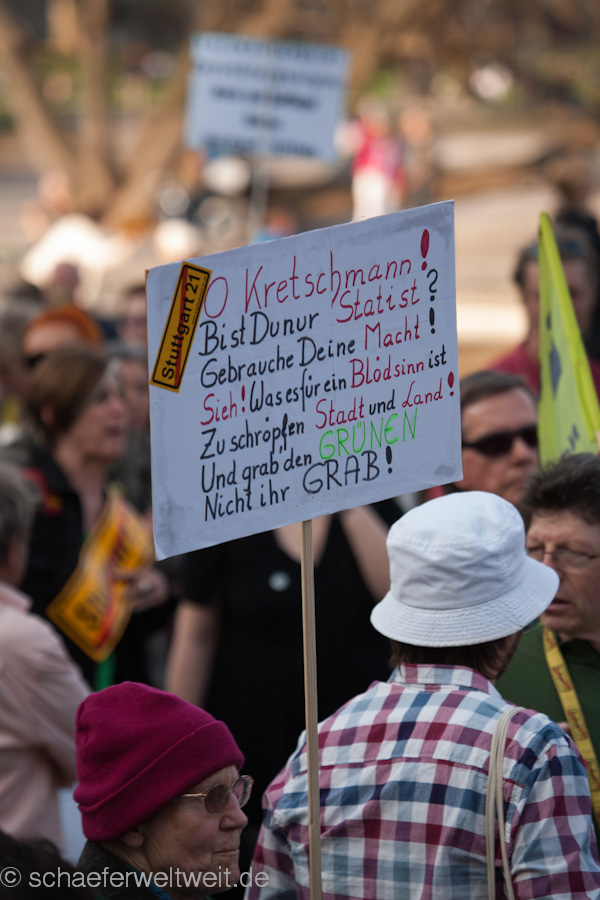 Stuttgart 21
O Kretschmann!
Bist Du nur Statist?
Gebrauche Deine Macht!
Sieh! Was es für ein Blödsinn ist
Zu schröpfen Stadt und Land!
Und grab den GRÜNEN
Nicht ihr GRAB!
© schaeferweltweit.de